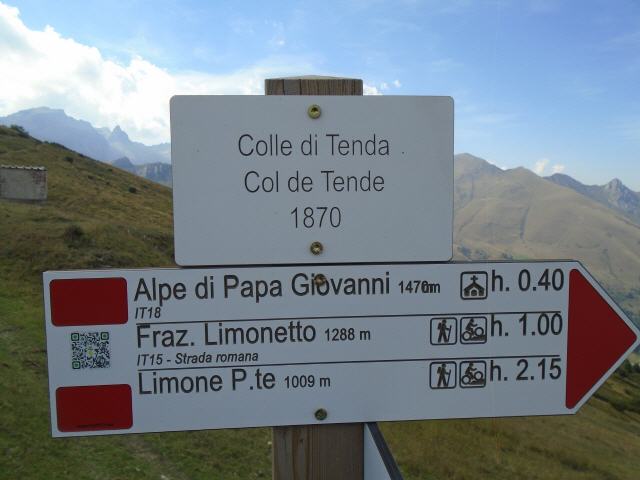 Colle di Tenda
Col de Tende
1870
Alpe di Papa Giovanni 1470m h. 0.40
IT18
Fraz. Limonetto 1288 m h. 1.00
IT15 - Strada romana
Limone P.te 1009 m h. 2.15